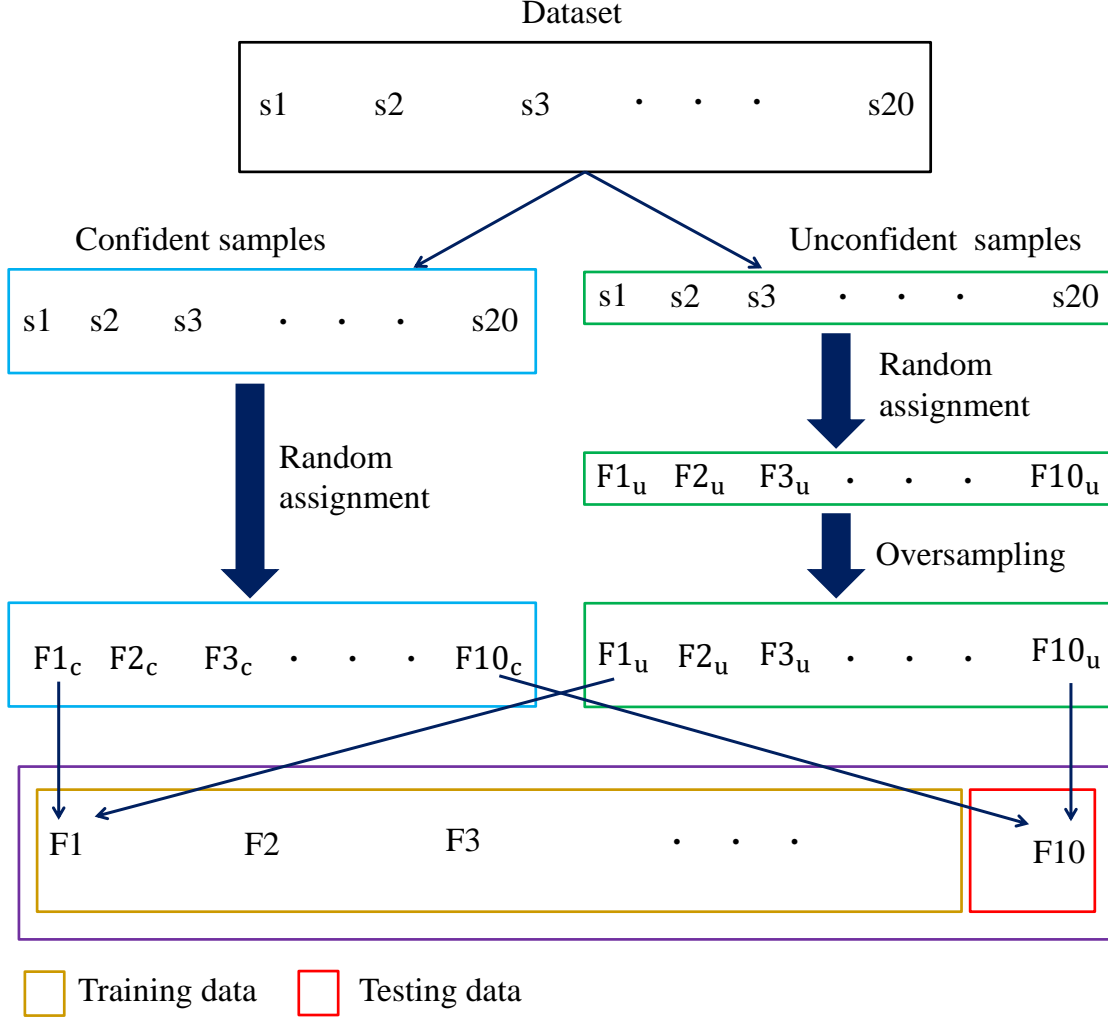 Dataset
s1 s2 s3 · · · s20
Confident samples
Unconfident samples
s1 s2 s3 · · · s20
s1 s2 s3 · · · s20
Random
assignment
Random
assignment
F1u F2u F3u · · · F10u
Oversampling
F1c F2c F3c · · · F10c
F1u F2u F3u · · · F10u
F1 F2 F3 · · · F10
Training data
Testing data